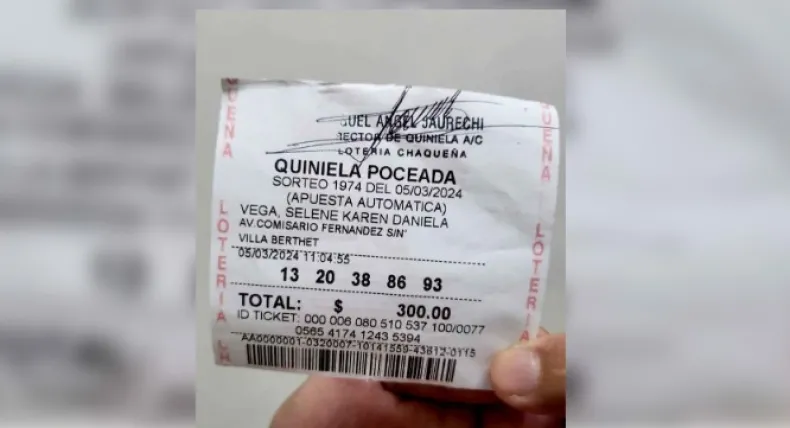 GUEL ANGEL JAURECHI
RECTOR DE QUINIELA A/C
LOTERIA CHAQUEÑA
QUINIELA POCEADA
SORTEO 1974 DEL 05/03/2024
(APUESTA AUTOMATICA)
VEGA, SELENE KAREN DANIELA
AV.COMISARIO FERNANDEZ S/N°
VILLA BERTHET
05/03/2024 11:04:55
13 20 38 86 93
TOTAL: $ 300.00
ID TICKET: 000 006 080 510 537 100/0077
0565 4174 1243 5394
AA0000001-0320007-10141559-43612-0115
LOTERIA
LOTERIA